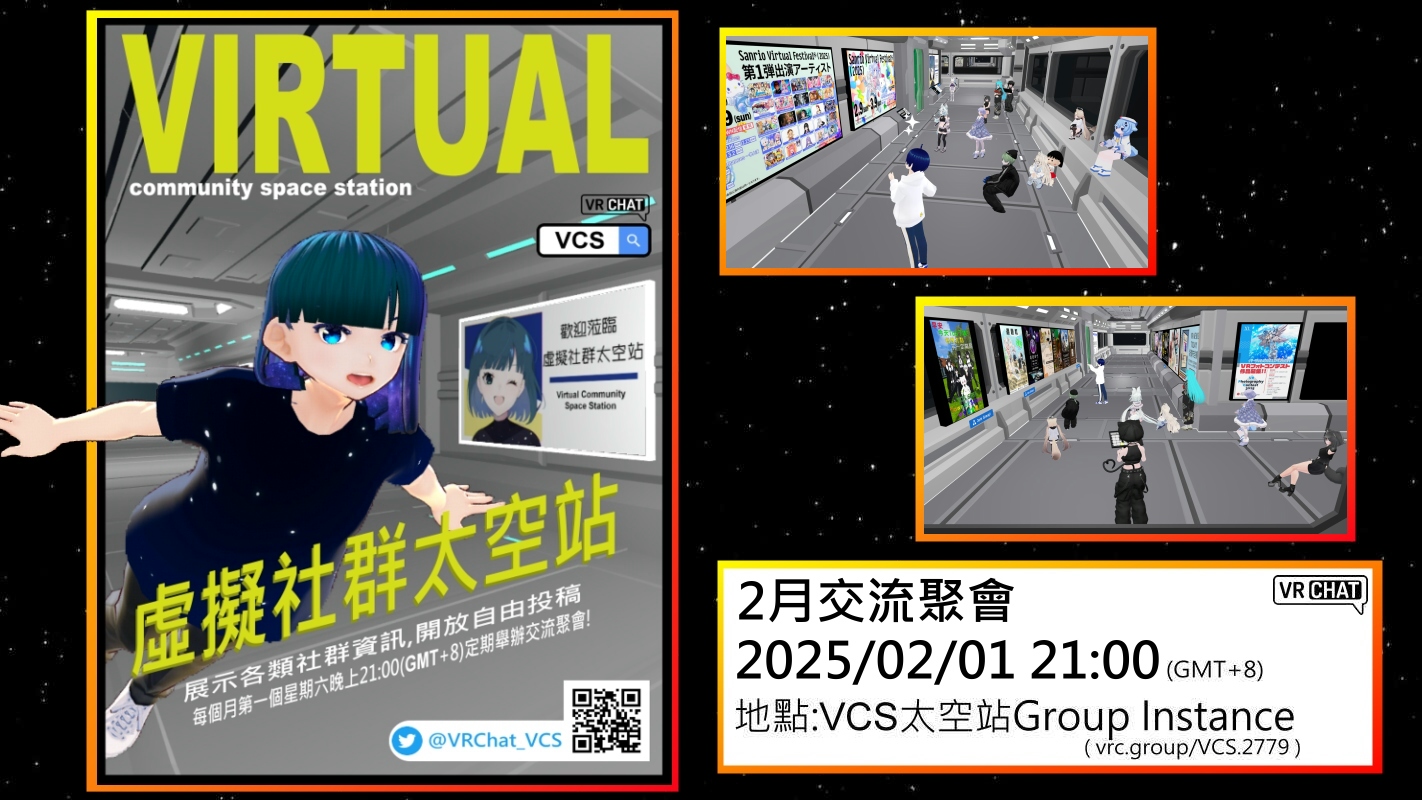 VIRTUAL
community space station
VRCHAT
VCS
歡迎蒞臨
虛擬社群太空站
Virtual Community
Space Station
虛擬社群太空站
展示各類社群資訊,開放自由投稿
每個月第一個星期六晚上21:00(GMT+8)定期舉辦交流聚會!
@VRChat_VCS
Sanrio Virtual Festival
第1弾出演アーティスト
2月交流聚會
VRCHAT
2025/02/01 21:00 (GMT+8)
地點:VCS太空站Group Instance
( vrc.group/VCS.2779 )